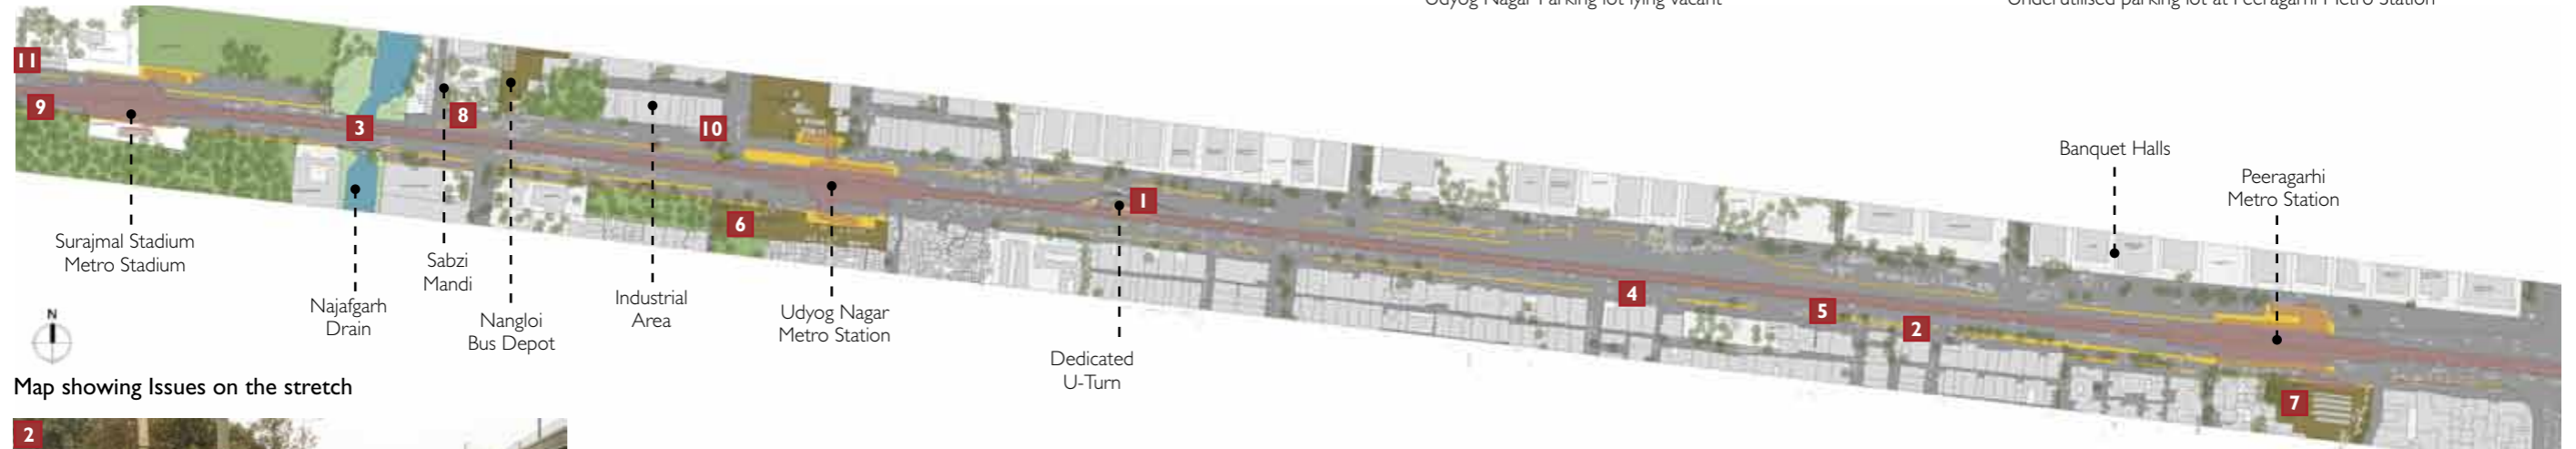 Udyog Nagar Parking lot lying vacant
Underutilised parking lot at Peeragarhi Metro Station
11
9
3
8
10
6
1
4
5
2
7
Banquet Halls
Peeragarhi
Metro Station
Surajmal Stadium
Metro Stadium
Najafgarh
Drain
Sabzi
Mandi
Nangloi
Bus Depot
Industrial
Area
Udyog Nagar
Metro Station
Dedicated
U-Turn
N
Map showing Issues on the stretch
2